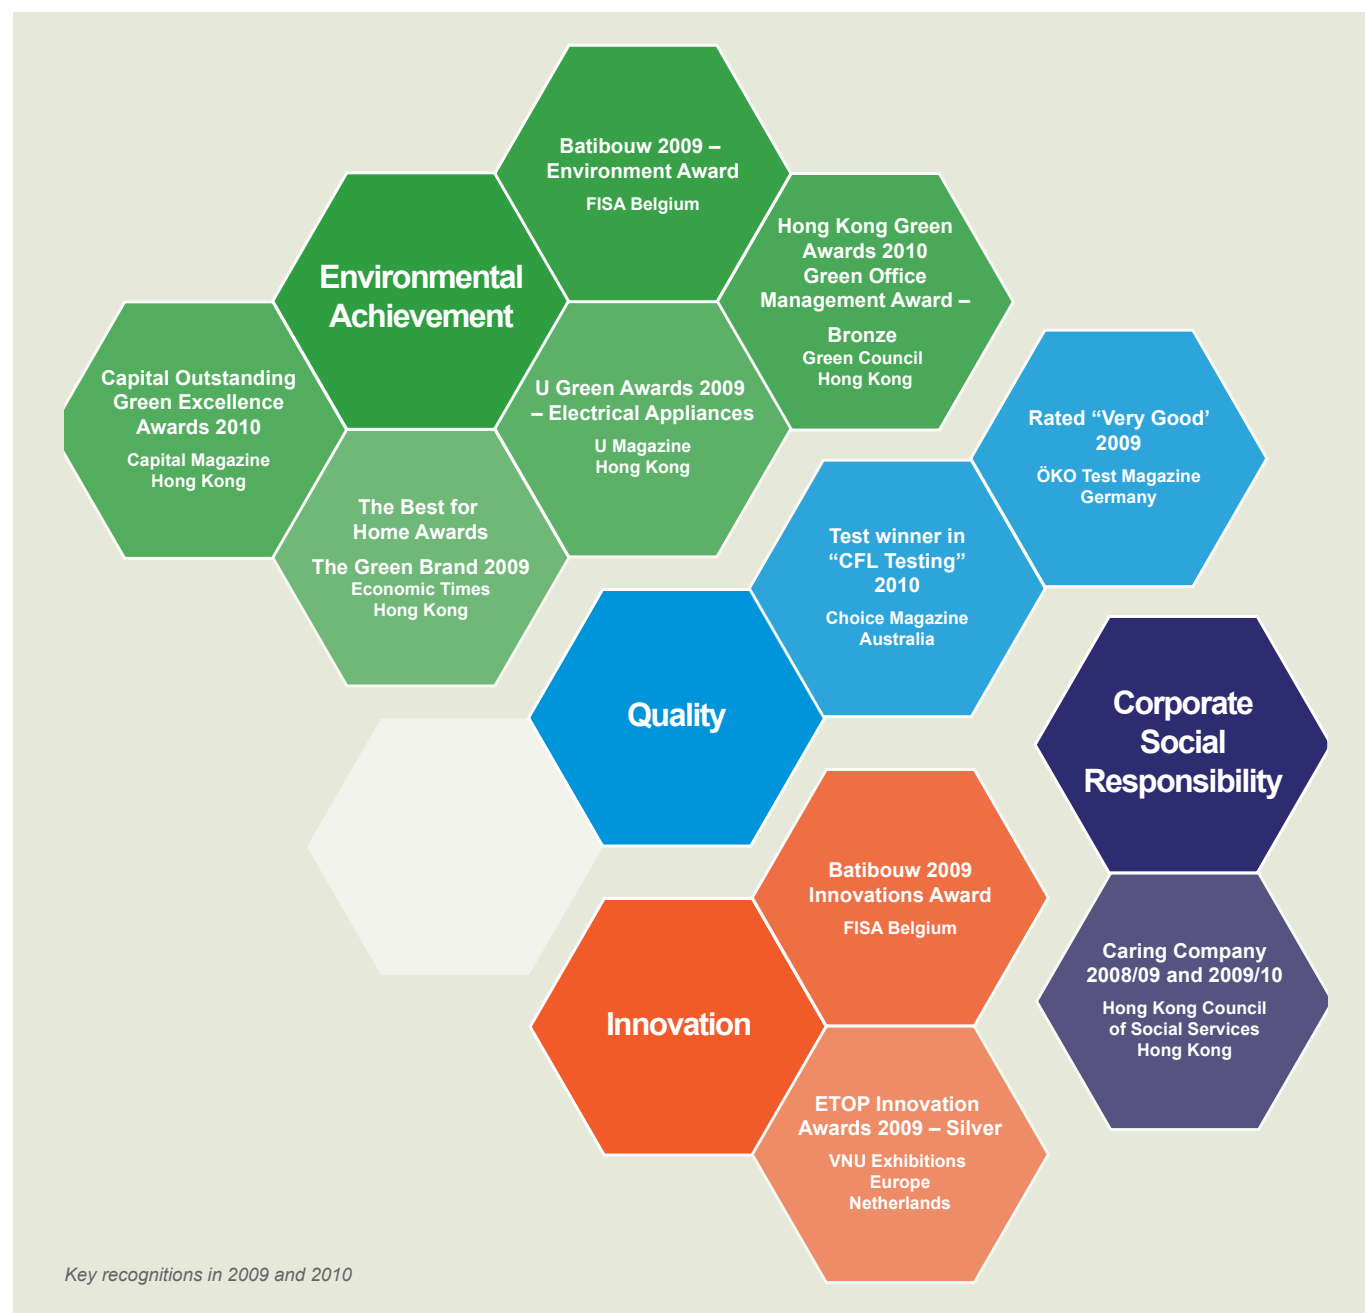 Batibouw 2009 –
Environment Award
FISA Belgium
Environmental
Achievement
Hong Kong Green
Awards 2010
Green Office
Management Award –
Bronze
Green Council
Hong Kong
Capital Outstanding
Green Excellence
Awards 2010
Capital Magazine
Hong Kong
U Green Awards 2009
– Electrical Appliances
U Magazine
Hong Kong
The Best for
Home Awards
The Green Brand 2009
Economic Times
Hong Kong
Rated “Very Good’
2009
ÖKO Test Magazine
Germany
Test winner in
“CFL Testing”
2010
Choice Magazine
Australia
Quality
Corporate
Social
Responsibility
Caring Company
2008/09 and 2009/10
Hong Kong Council
of Social Services
Hong Kong
Batibouw 2009
Innovations Award
FISA Belgium
Innovation
ETOP Innovation
Awards 2009 – Silver
VNU Exhibitions
Europe
Netherlands
Key recognitions in 2009 and 2010